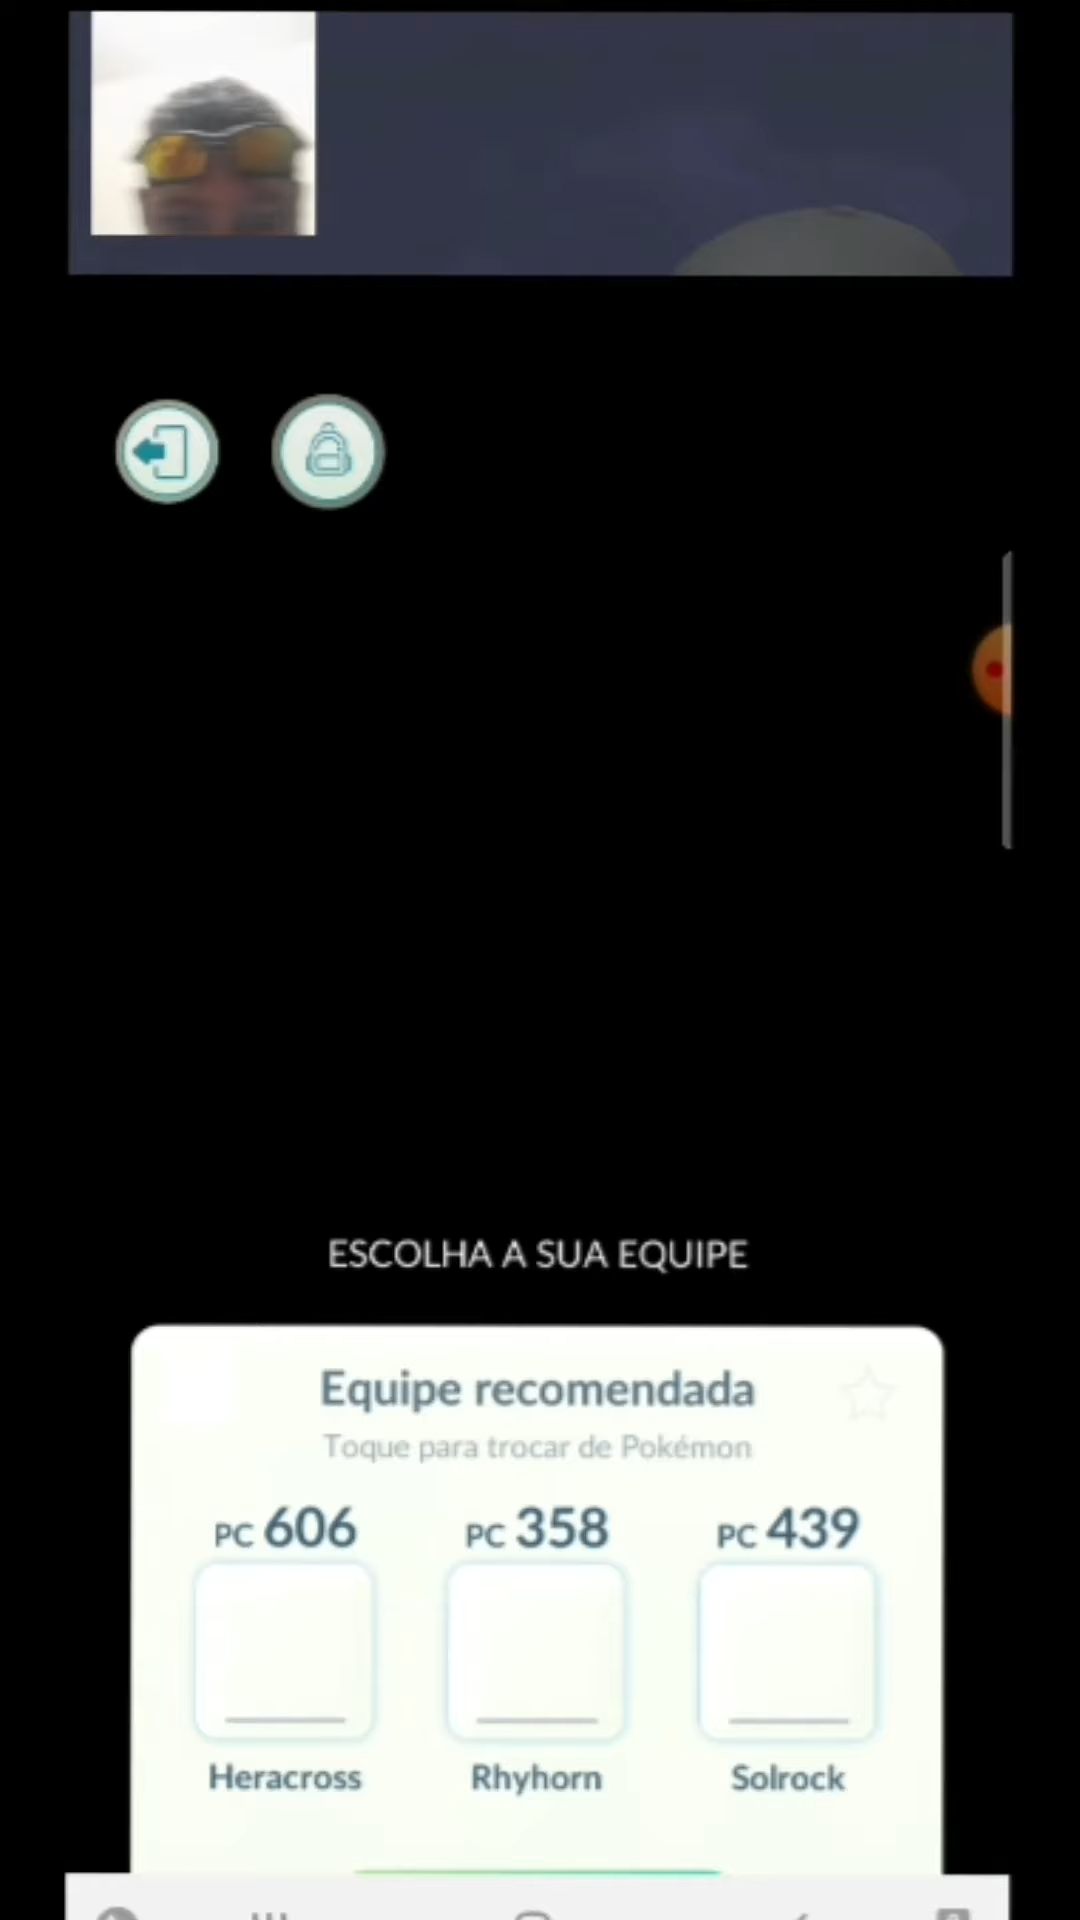 ESCOLHA A SUA EQUIPE
Equipe recomendada
Toque para trocar de Pokémon
PC 606 PC 358 PC 439
Heracross Rhyhorn Solrock